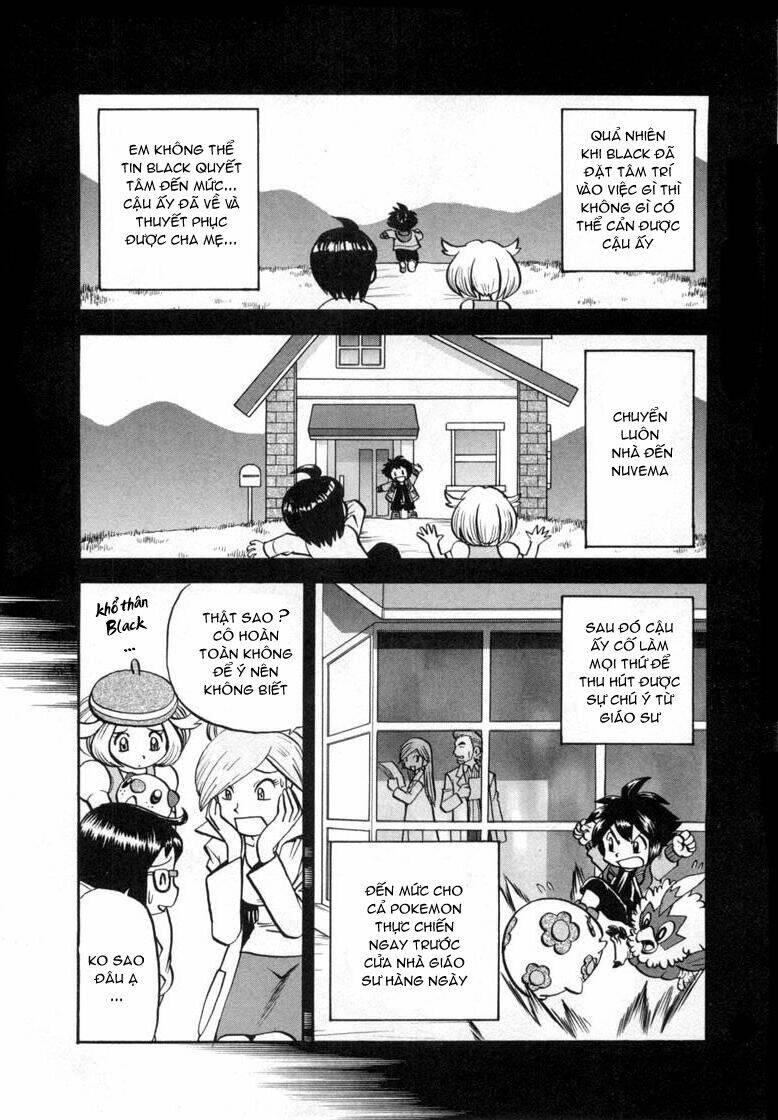 QUẢ NHIÊN
KHI BLACK ĐÃ
ĐẶT TÂM TRÍ
VÀO VIỆC GÌ THÌ
KHÔNG GÌ CÓ
THỂ CẢN ĐƯỢC
CẬU ẤY
EM KHÔNG THỂ
TIN BLACK QUYẾT
TÂM ĐẾN MỨC...
CẬU ẤY ĐÃ VỀ VÀ
THUYẾT PHỤC
ĐƯỢC CHA MẸ...
CHUYỂN
LUÔN
NHÀ ĐẾN
NUVEMA
SAU ĐÓ CẬU
ẤY CỐ LÀM
MỌI THỨ ĐỂ
THU HÚT ĐƯỢC
SỰ CHÚ Ý TỪ
GIÁO SƯ
ĐẾN MỨC CHO
CẢ POKEMON
THỰC CHIẾN
NGAY TRƯỚC
CỬA NHÀ GIÁO
SƯ HÀNG NGÀY
THẬT SAO ?
CÔ HOÀN
TOÀN KHÔNG
ĐỂ Ý NÊN
KHÔNG BIẾT
khổ thân
Black
...
KO SAO
ĐÂU Ạ
...